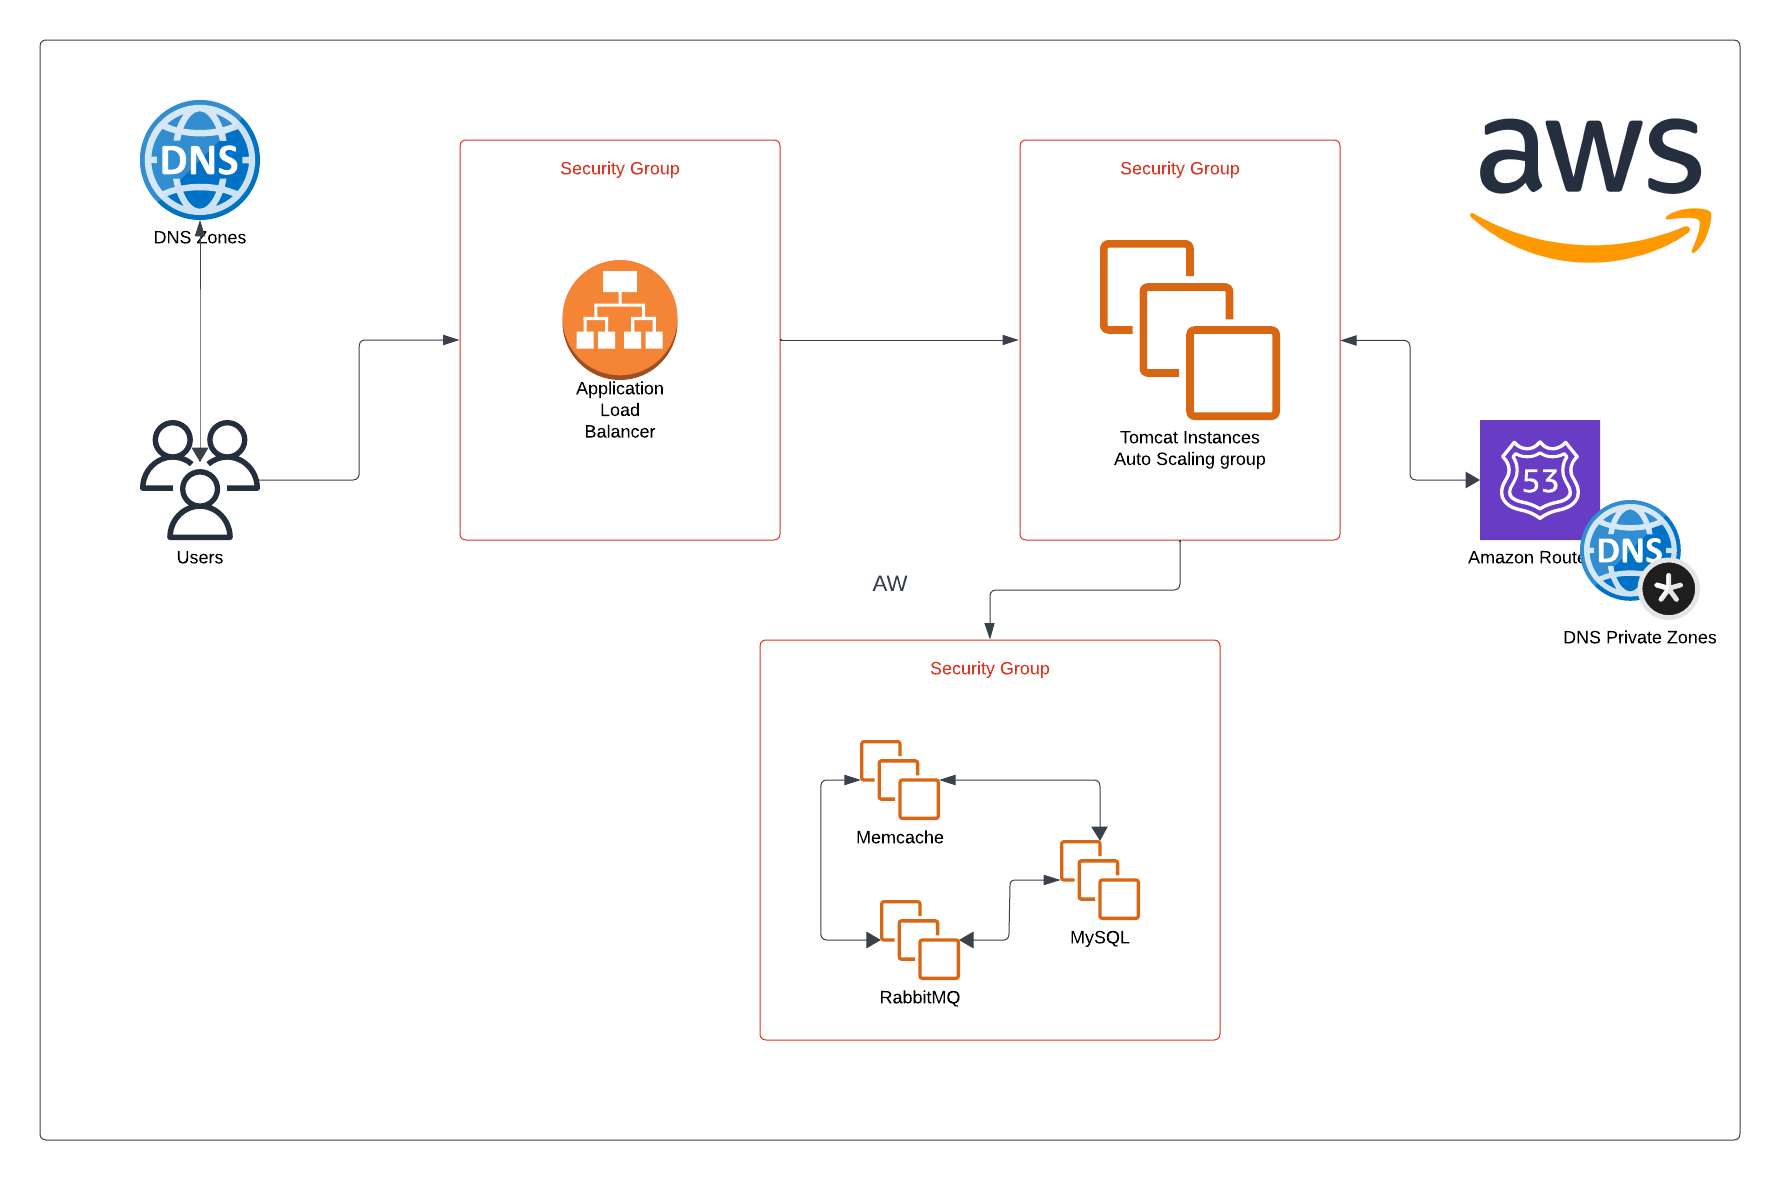 DNS
DNS Zones
Users
Security Group
Application
Load
Balancer
Security Group
Tomcat Instances
Auto Scaling group
aws
53
Amazon Route
DNS
*
DNS Private Zones
AW
Security Group
Memcache
MySQL
RabbitMQ